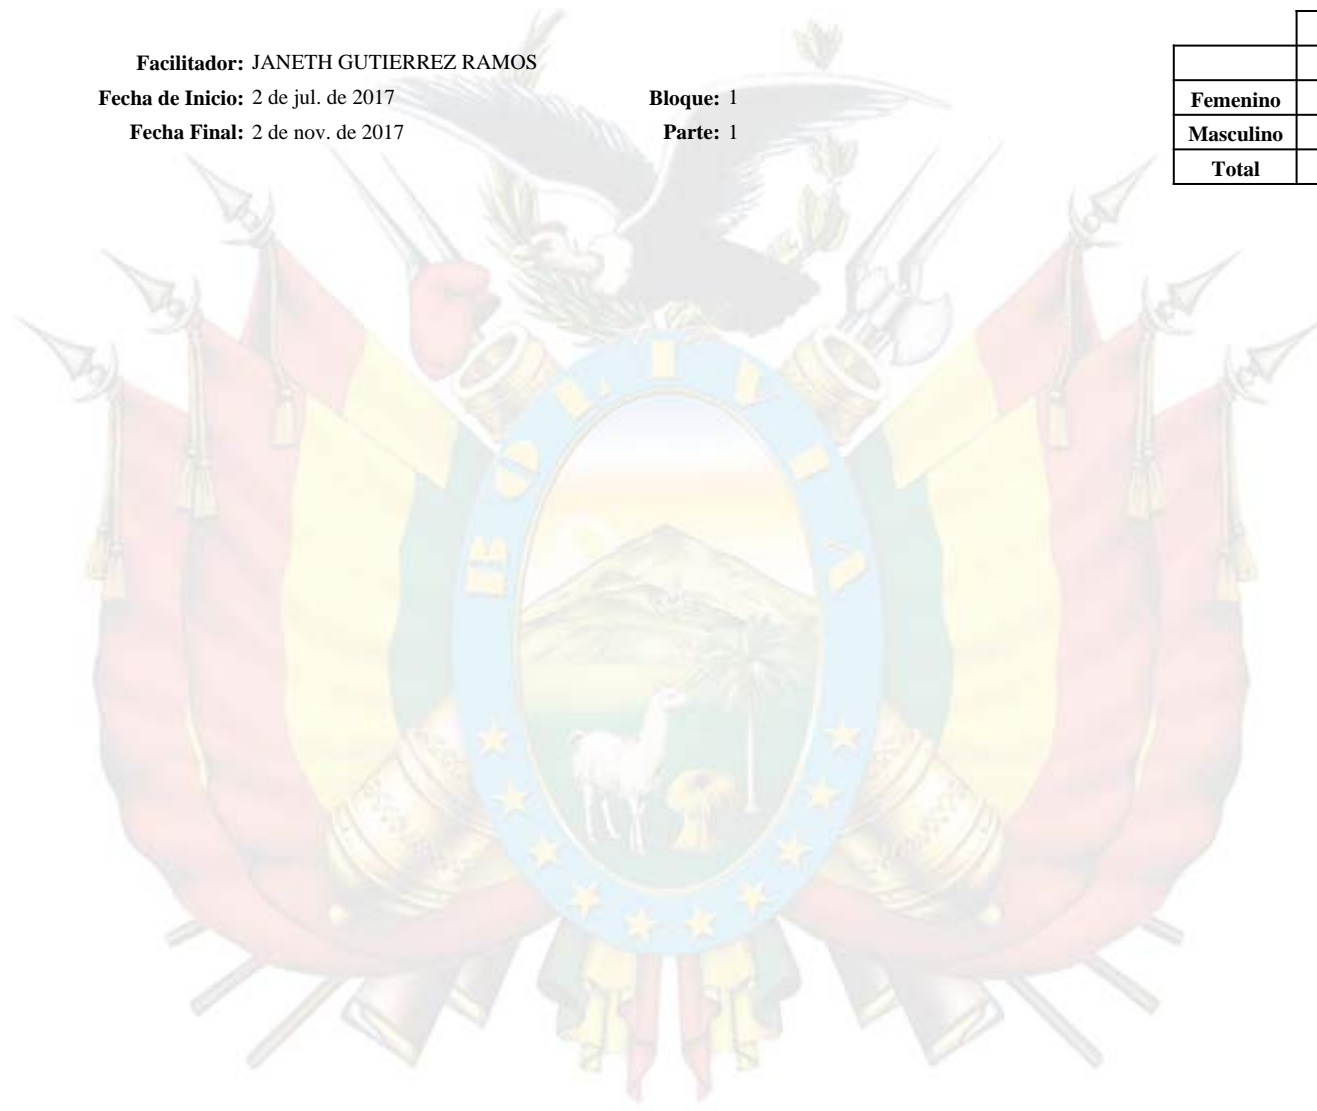 Facilitador: JANETH GUTIERREZ RAMOS
Fecha de Inicio: 2 de jul. de 2017 Bloque: 1
Fecha Final: 2 de nov. de 2017 Parte: 1
Femenino
Masculino
Total
BOLIVIA